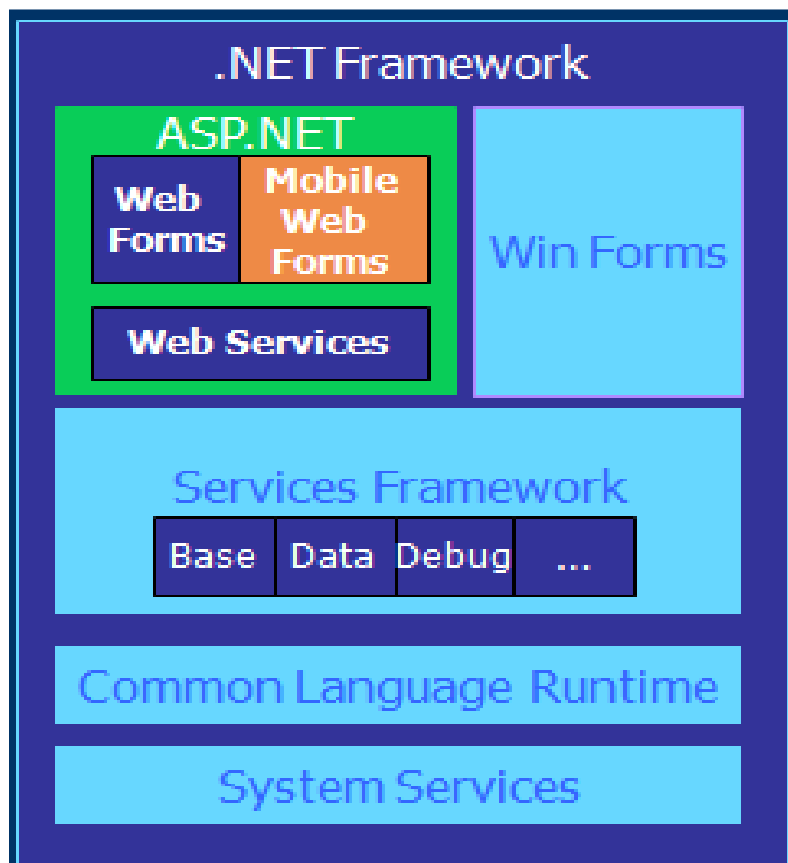 .NET Framework
ASP.NET
Web
Forms
Mobile
Web
Forms
Web Services
Win Forms
Services Framework
Base
Data
Debug
...
Common Language Runtime
System Services